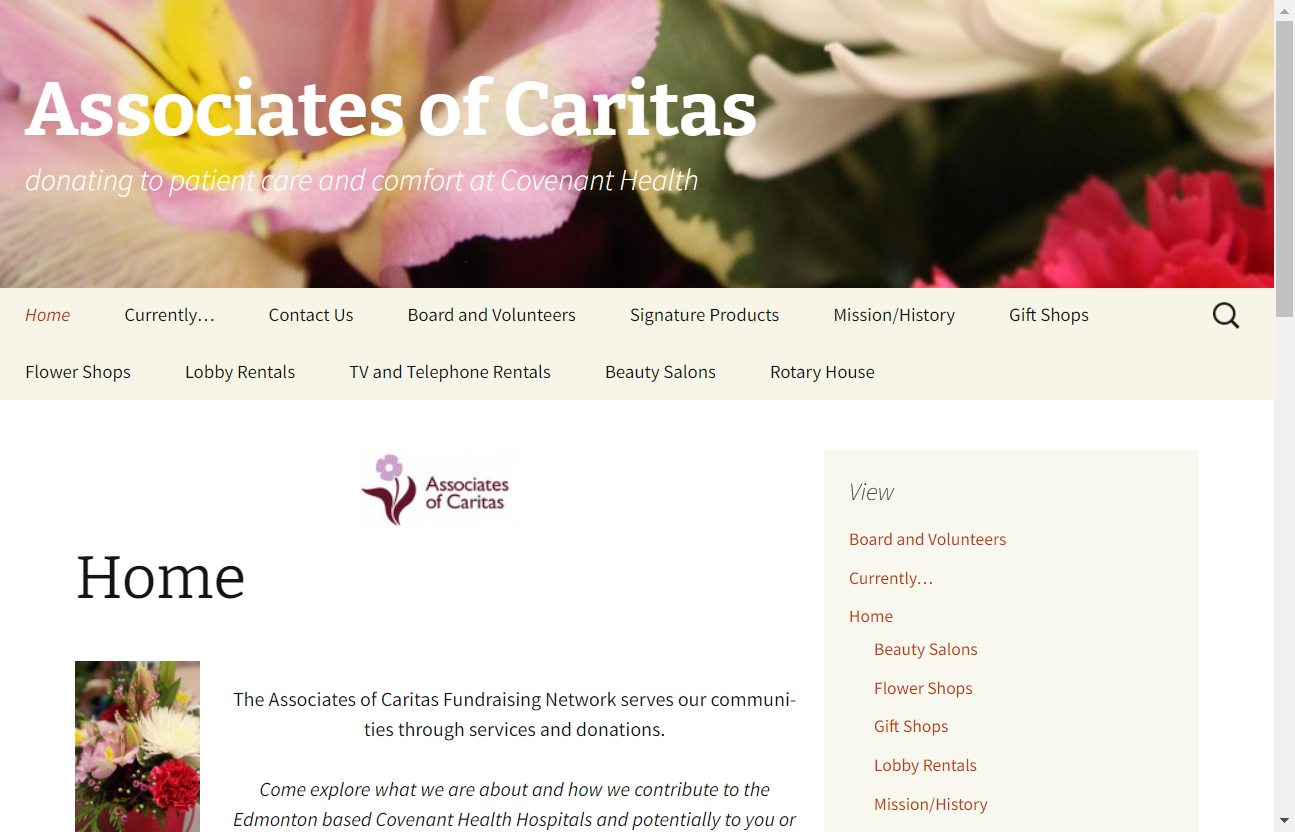 Associates of Caritas
donating to patient care and comfort at Covenant Health
Home Currently… Contact Us Board and Volunteers Signature Products Mission/History Gift Shops
Flower Shops Lobby Rentals TV and Telephone Rentals Beauty Salons Rotary House
Associates
of Caritas
Home
The Associates of Caritas Fundraising Network serves our communi-
ties through services and donations.
Come explore what we are about and how we contribute to the
Edmonton based Covenant Health Hospitals and potentially to you or
View
Board and Volunteers
Currently…
Home
Beauty Salons
Flower Shops
Gift Shops
Lobby Rentals
Mission/History